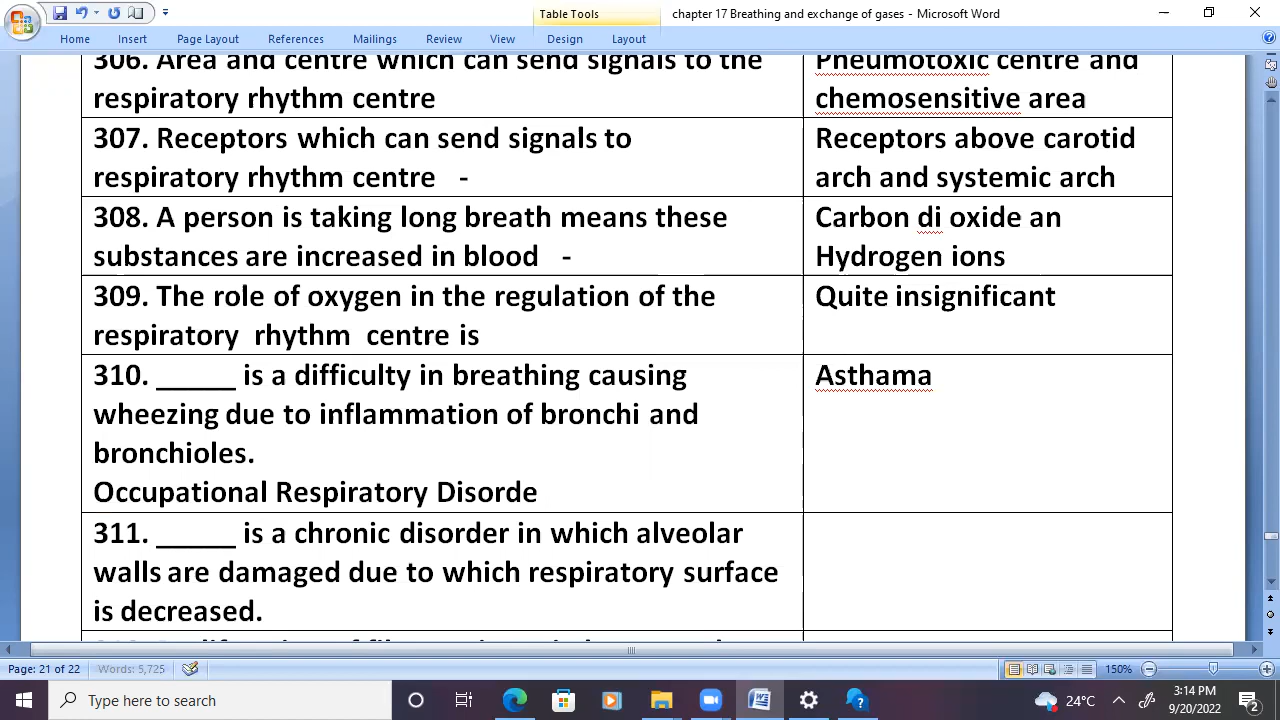 Table Tools
chapter 17 Breathing and exchange of gases - Microsoft Word
Home Insert Page Layout References Mailings Review View Design Layout
306. Area and centre which can send signals to the
respiratory rhythm centre
Pneumotoxic centre and
chemosensitive area
307. Receptors which can send signals to
respiratory rhythm centre -
Receptors above carotid
arch and systemic arch
308. A person is taking long breath means these
substances are increased in blood -
Carbon di oxide an
Hydrogen ions
309. The role of oxygen in the regulation of the
respiratory rhythm centre is
Quite insignificant
310. _____ is a difficulty in breathing causing
wheezing due to inflammation of bronchi and
bronchioles.
Occupational Respiratory Disorde
Asthama
311. _____ is a chronic disorder in which alveolar
walls are damaged due to which respiratory surface
is decreased.
Page: 21 of 22 Words: 5,725 150%
Type here to search
24°C
3:14 PM
9/20/2022
2